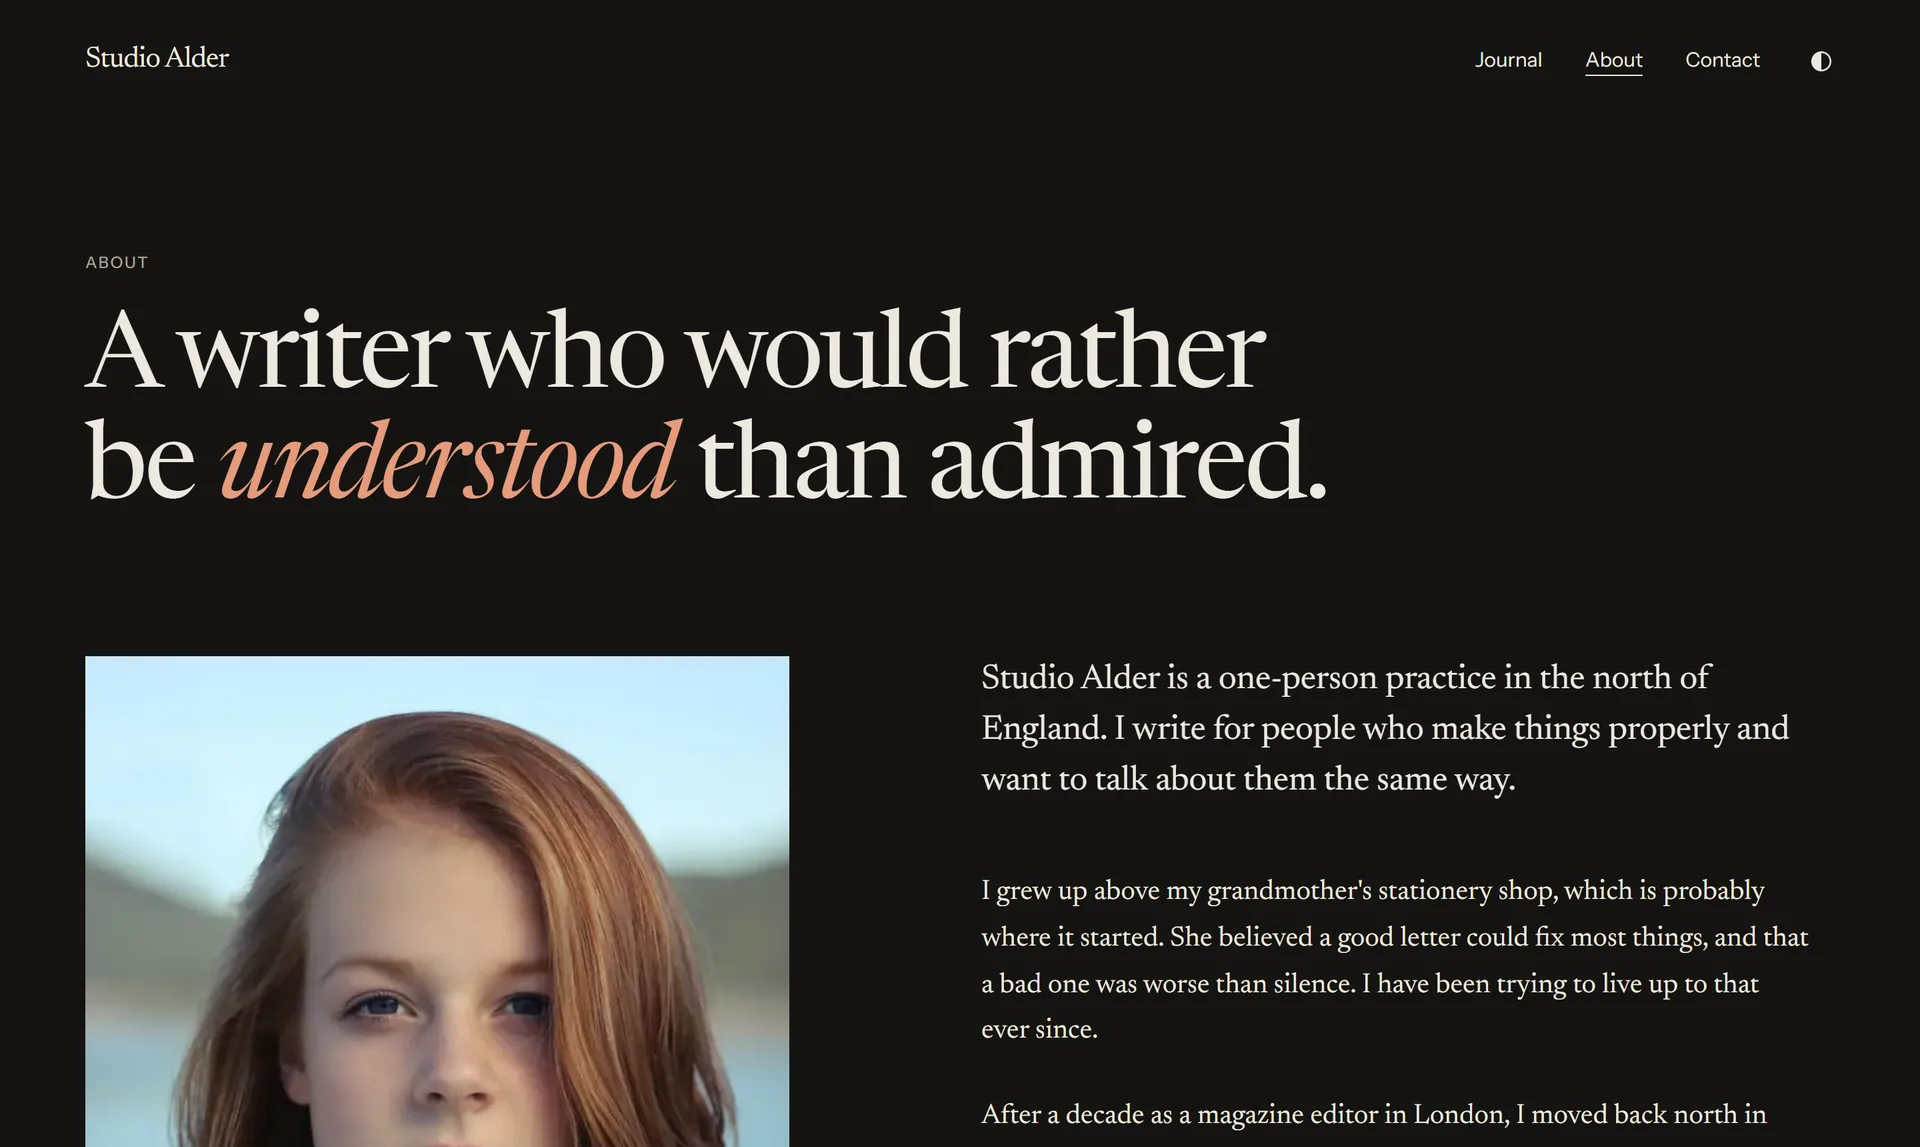 Studio Alder
Journal
About
Contact
ABOUT
A writer who would rather
be understood than admired.
Studio Alder is a one-person practice in the north of
England. I write for people who make things properly and
want to talk about them the same way.
I grew up above my grandmother's stationery shop, which is probably
where it started. She believed a good letter could fix most things, and that
a bad one was worse than silence. I have been trying to live up to that
ever since.
After a decade as a magazine editor in London, I moved back north in